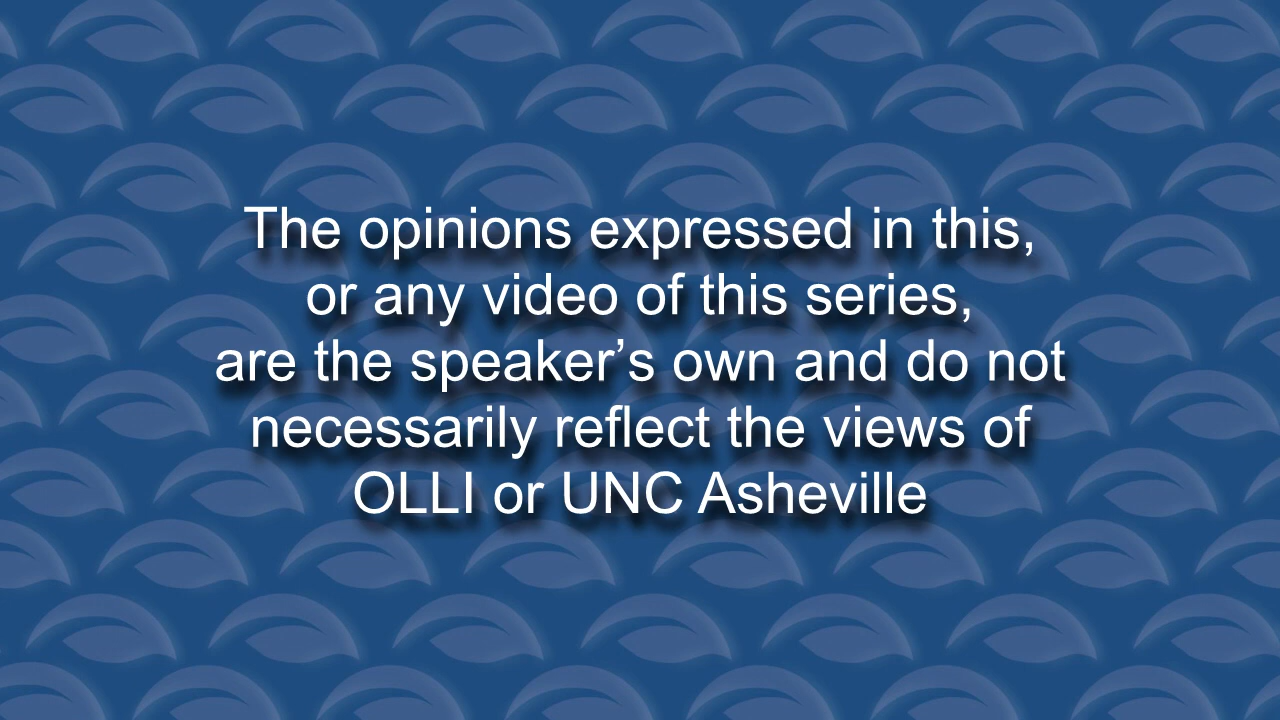 The opinions expressed in this,
or any video of this series,
are the speaker’s own and do not
necessarily reflect the views of
OLLI or UNC Asheville